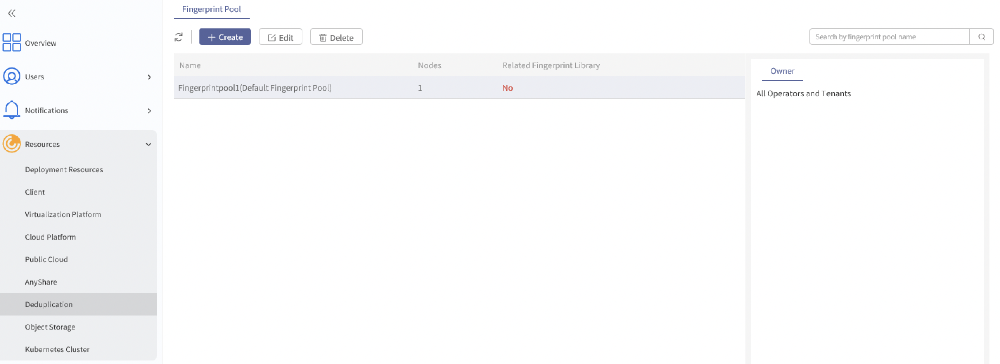 Fingerprint Pool
Create
Edit
Delete
Search by fingerprint pool name
Overview
Users
Notifications
Resources
Deployment Resources
Client
Virtualization Platform
Cloud Platform
Public Cloud
AnyShare
Deduplication
Object Storage
Kubernetes Cluster
Name Nodes Related Fingerprint Library
Fingerprintpool1(Default Fingerprint Pool) 1 No
Owner
All Operators and Tenants